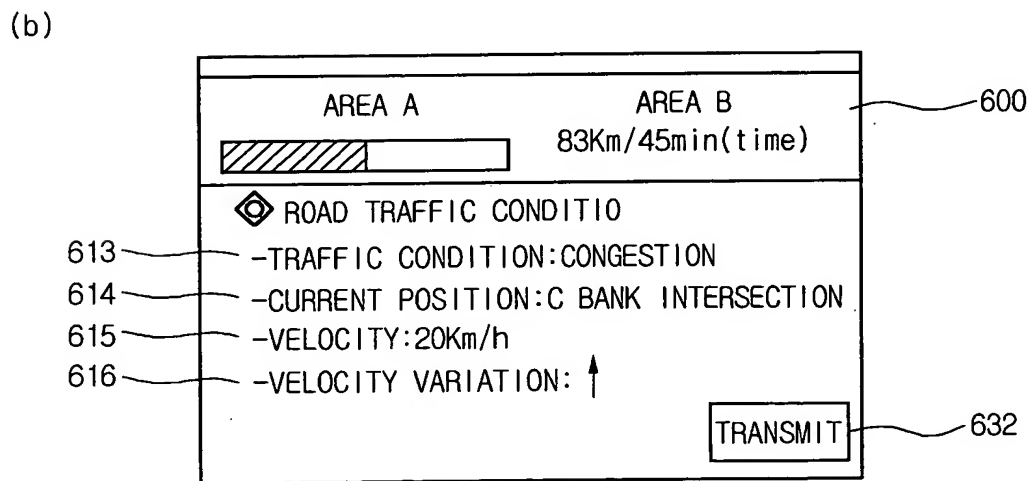 (b)
AREA A AREA B
83Km/45min(time)
600
ROAD TRAFFIC CONDITIO
613 -TRAFFIC CONDITION:CONGESTION
614 -CURRENT POSITION:C BANK INTERSECTION
615 -VELOCITY:20Km/h
616 -VELOCITY VARIATION: ↑
TRANSMIT 632